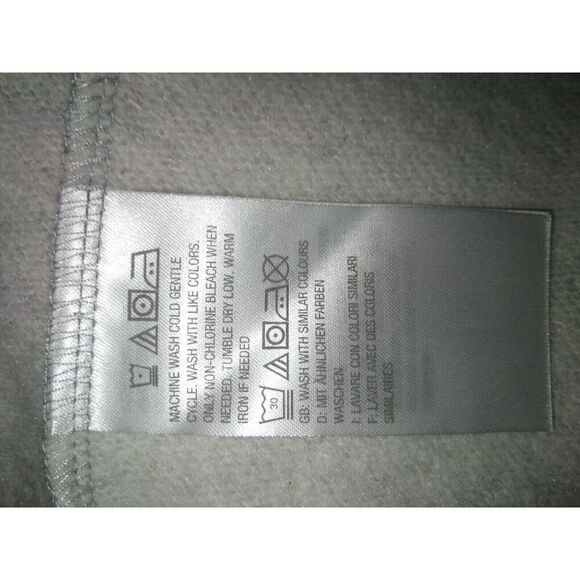 MACHINE WASH COLD GENTLE
CYCLE. WASH WITH LIKE COLORS.
ONLY NON-CHLORINE BLEACH WHEN
NEEDED. TUMBLE DRY LOW. WARM
IRON IF NEEDED
30
GB: WASH WITH SIMILAR COLOURS
D: MIT ÄHNLICHEN FARBEN
WASCHEN.
I: LAVARE CON COLORI SIMILARI
F: LAVER AVEC DES COLORIS
SIMILAIRES